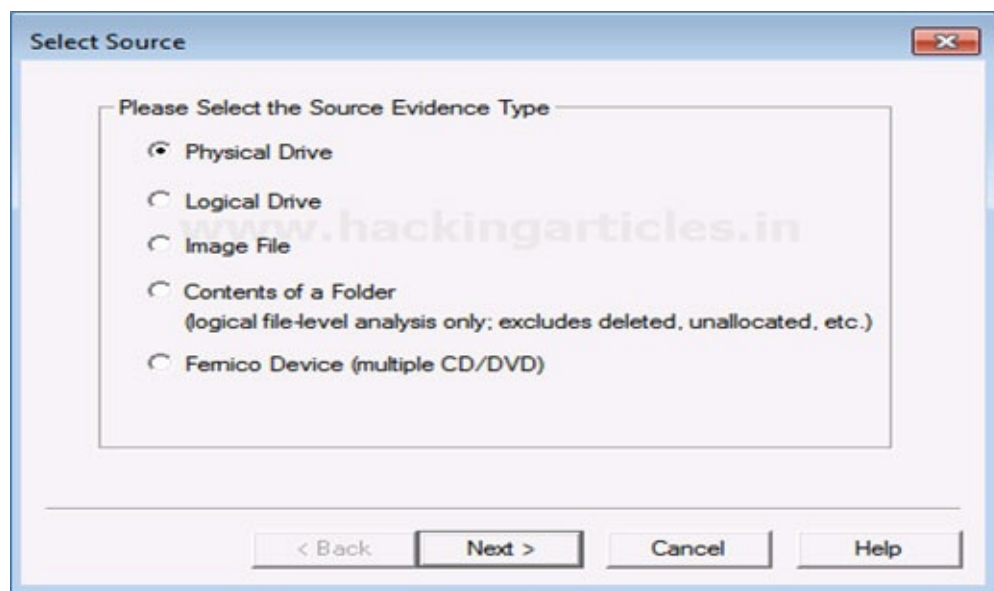 Select Source
Please Select the Source Evidence Type
Physical Drive
Logical Drive
www.hackingarticles.in
Image File
Contents of a Folder
(logical file-level analysis only; excludes deleted, unallocated, etc.)
Fernico Device (multiple CD/DVD)
< Back
Next >
Cancel
Help